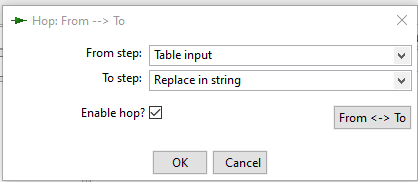 Hop: From --> To
From step: Table input
To step: Replace in string
Enable hop?
From <-> To
OK Cancel